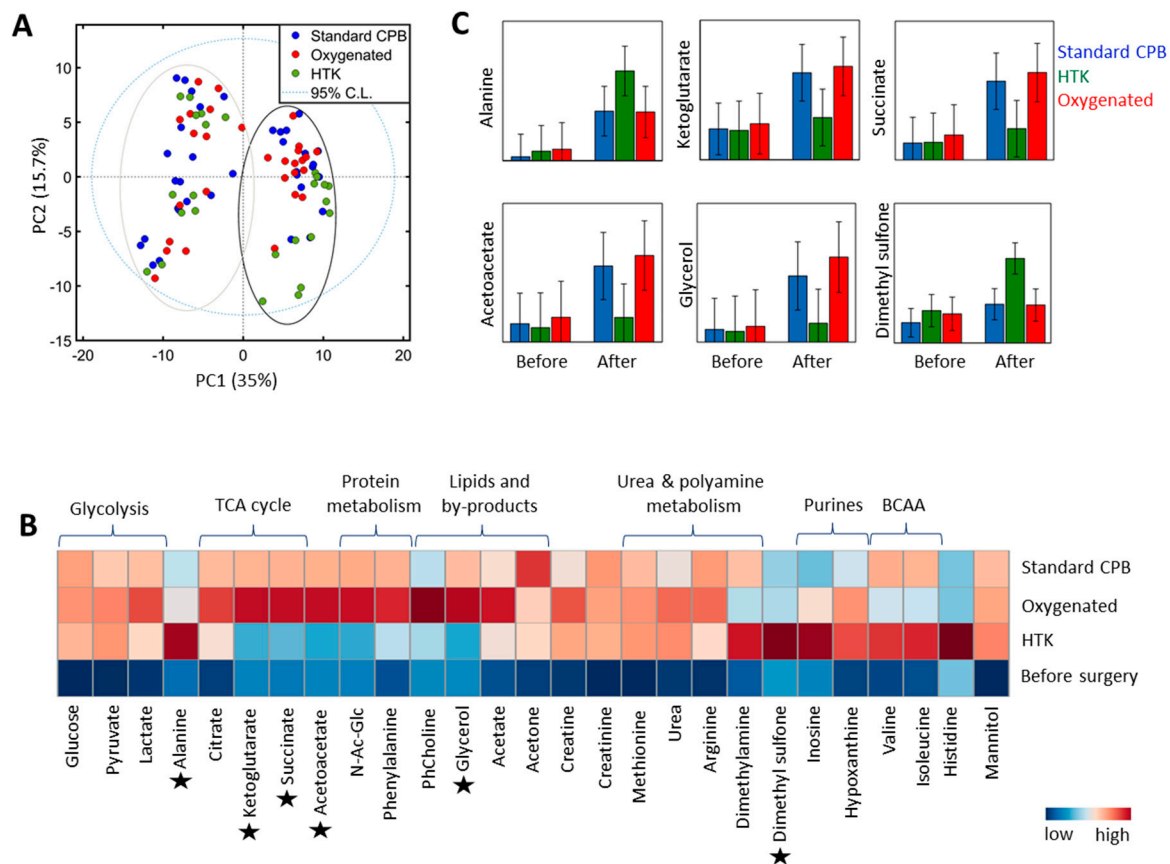 A
PC2 (15.7%)
10
5
0
-5
-10
-15
-20
-10
0
10
20
PC1 (35%)
Standard CPB
Oxygenated
HTK
95% C.L.
C
Alanine
Ketoglutarate
Succinate
Standard CPB
HTK
Oxygenated
Acetoacetate
Glycerol
Dimethyl sulfone
Before After
Before After
Before After
B
Glycolysis
TCA cycle
Protein
metabolism
Lipids and
by-products
Urea & polyamine
metabolism
Purines
BCAA
Standard CPB
Oxygenated
HTK
Before surgery
Glucose
Pyruvate
Lactate
Alanine
Citrate
Ketoglutarate
Succinate
Acetoacetate
N-Ac-Glc
Phenylalanine
PhCholine
Glycerol
Acetate
Acetone
Creatine
Creatinine
Methionine
Urea
Arginine
Dimethylamine
Dimethyl sulfone
Inosine
Hypoxanthine
Valine
Isoleucine
Histidine
Mannitol
low high